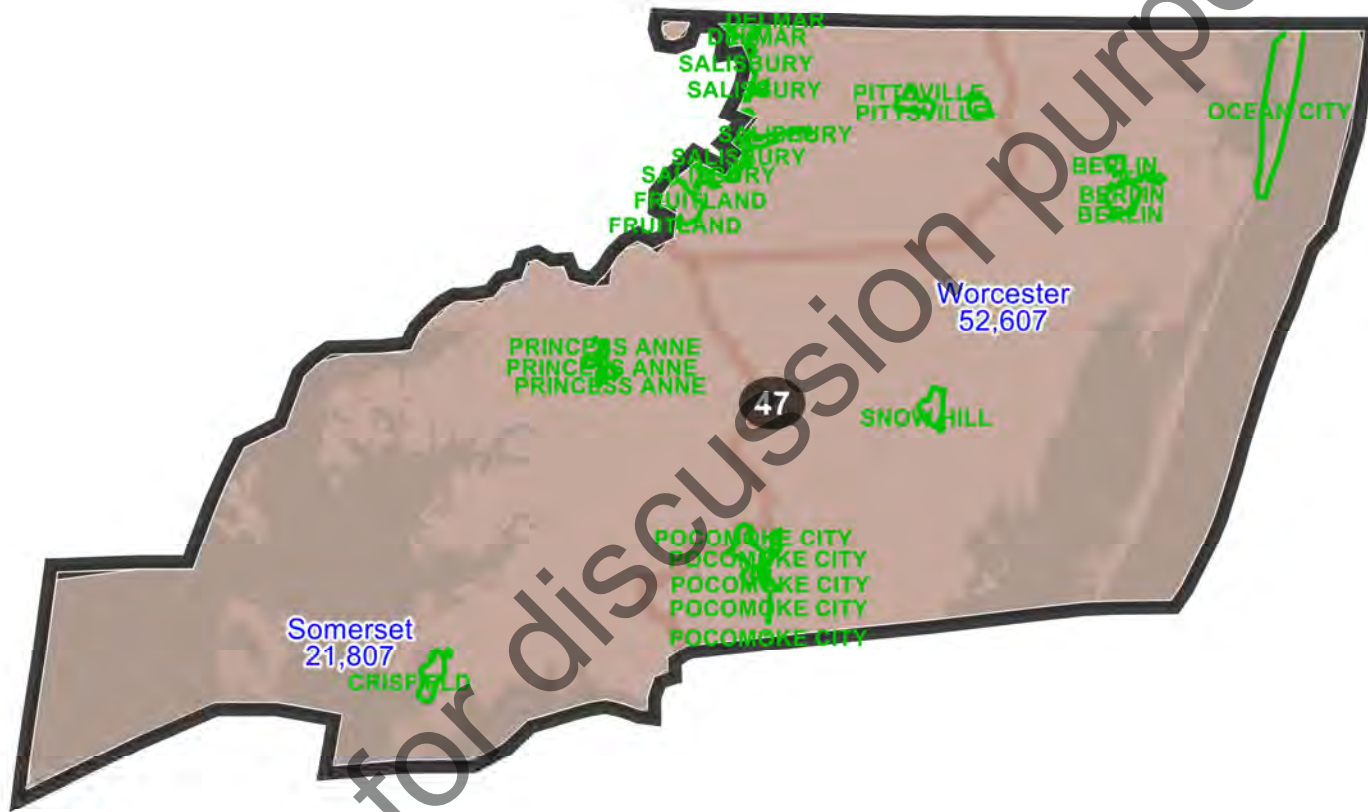 DELMAR
DELMAR
SALISBURY
SALISBURY
PITTSVILLE
PITTSVILLE
OCEAN CITY
SALISBURY
SALISBURY
SALISBURY
BERLIN
BERLIN
BERLIN
FRUITLAND
FRUITLAND
Worcester
52,607
PRINCESS ANNE
PRINCESS ANNE
PRINCESS ANNE
47
SNOW HILL
POCOMOKE CITY
POCOMOKE CITY
POCOMOKE CITY
POCOMOKE CITY
POCOMOKE CITY
Somerset
21,807
CRISFIELD
for discussion purpo